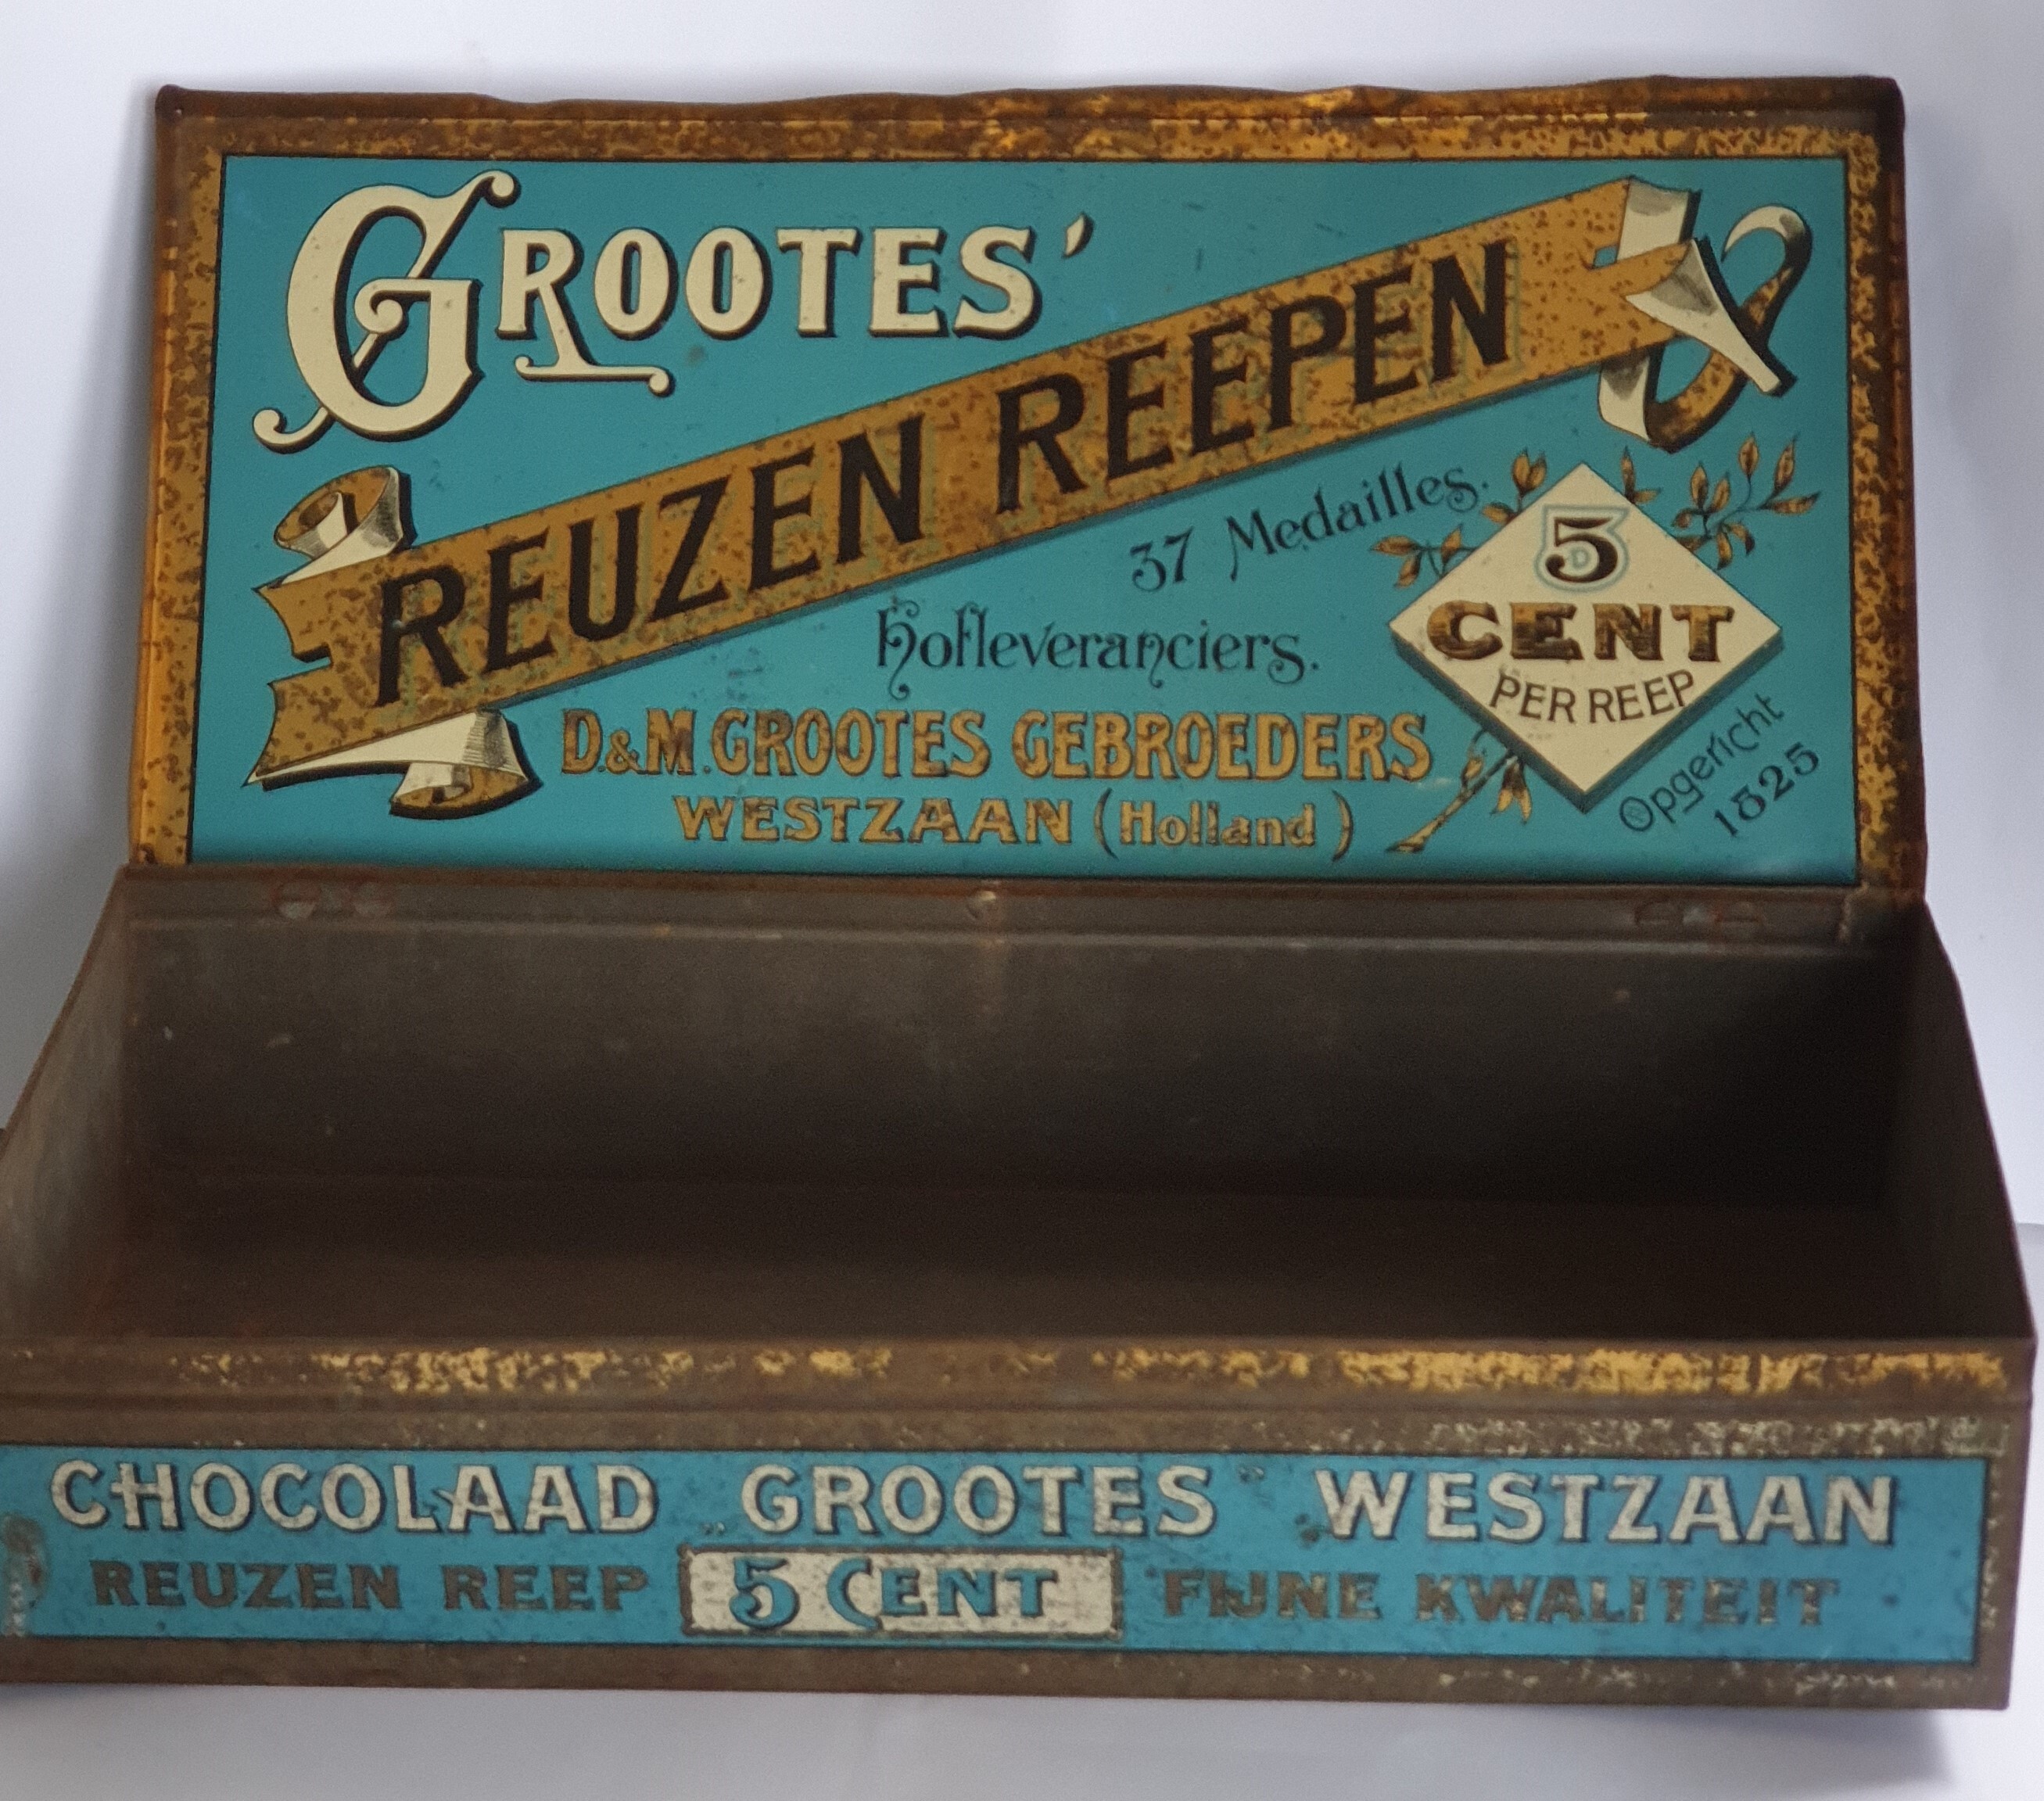 GROOTES'
REUZEN REEPEN
37 Medailles.
Hofleveranciers.
D.&M. GROOTES GEBROEDERS
WESTZAAN (Holland)
5
CENT
PER REEP
Opgericht
1825
CHOCOLAAD „GROOTES" WESTZAAN
REUZEN REEP 5 CENT FIJNE KWALITEIT